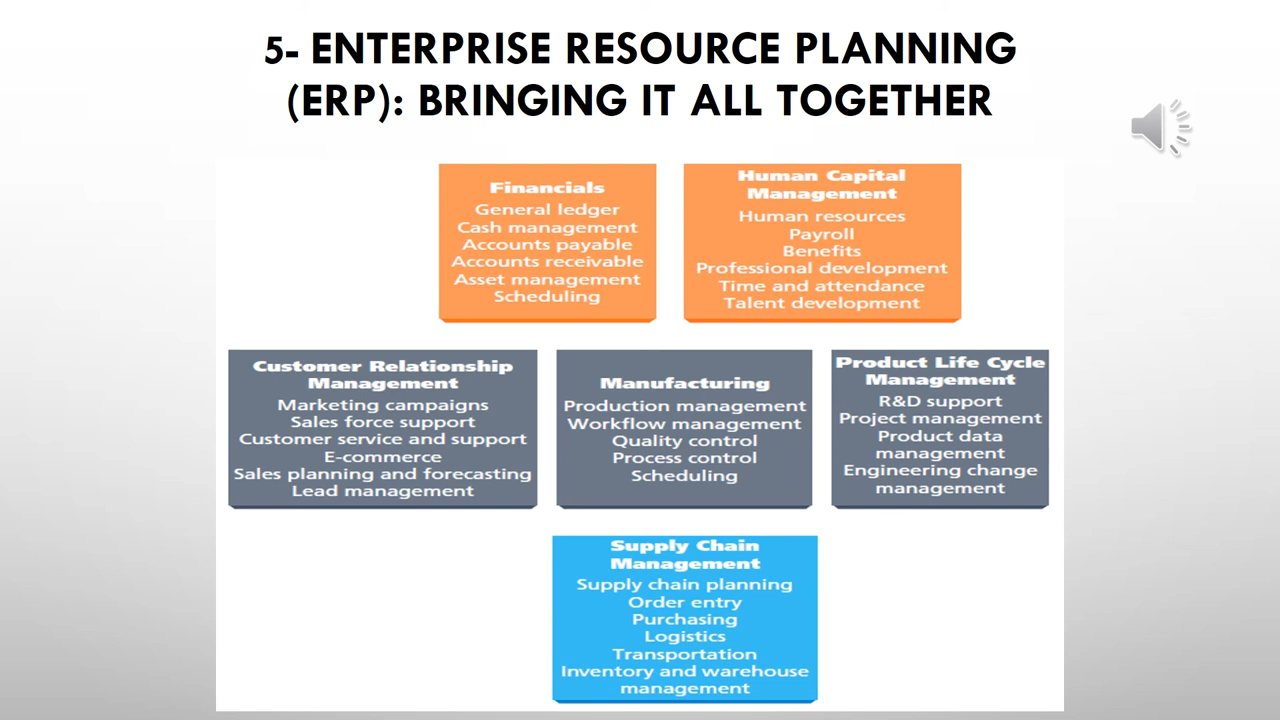 5- ENTERPRISE RESOURCE PLANNING
(ERP): BRINGING IT ALL TOGETHER
Financials
General ledger
Cash management
Accounts payable
Accounts receivable
Asset management
Scheduling
Human Capital
Management
Human resources
Payroll
Benefits
Professional development
Time and attendance
Talent development
Customer Relationship
Management
Marketing campaigns
Sales force support
Customer service and support
E-commerce
Sales planning and forecasting
Lead management
Manufacturing
Production management
Workflow management
Quality control
Process control
Scheduling
Product Life Cycle
Management
R&D support
Project management
Product data
management
Engineering change
management
Supply Chain
Management
Supply chain planning
Order entry
Purchasing
Logistics
Transportation
Inventory and warehouse
management